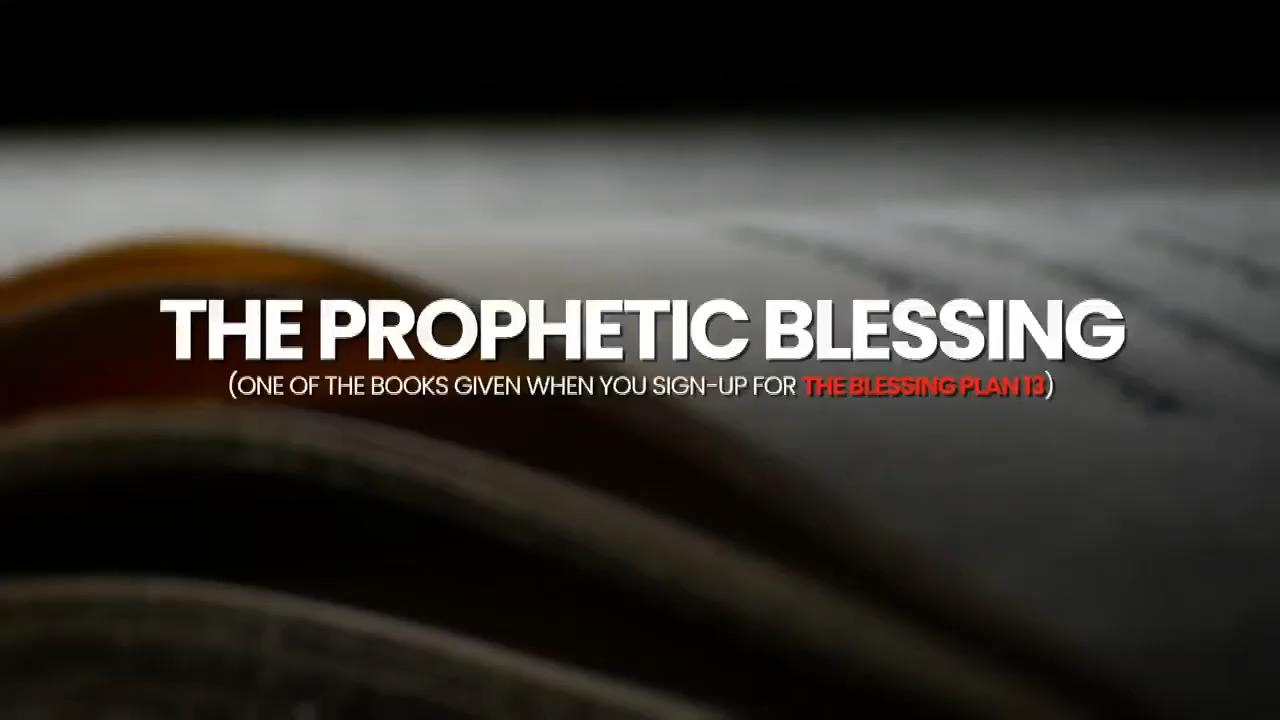 THE PROPHETIC BLESSING
(ONE OF THE BOOKS GIVEN WHEN YOU SIGN-UP FOR THE BLESSING PLAN 13)